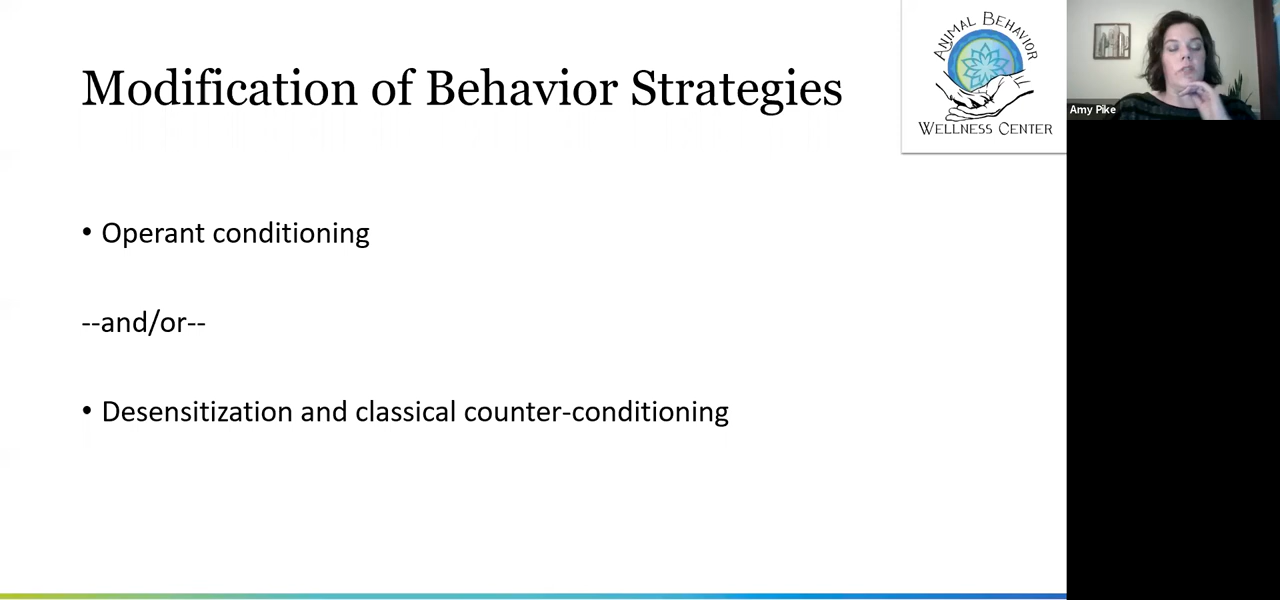 Modification of Behavior Strategies
ANIMAL BEHAVIOR
WELLNESS CENTER
Amy Pike
• Operant conditioning
--and/or--
• Desensitization and classical counter-conditioning